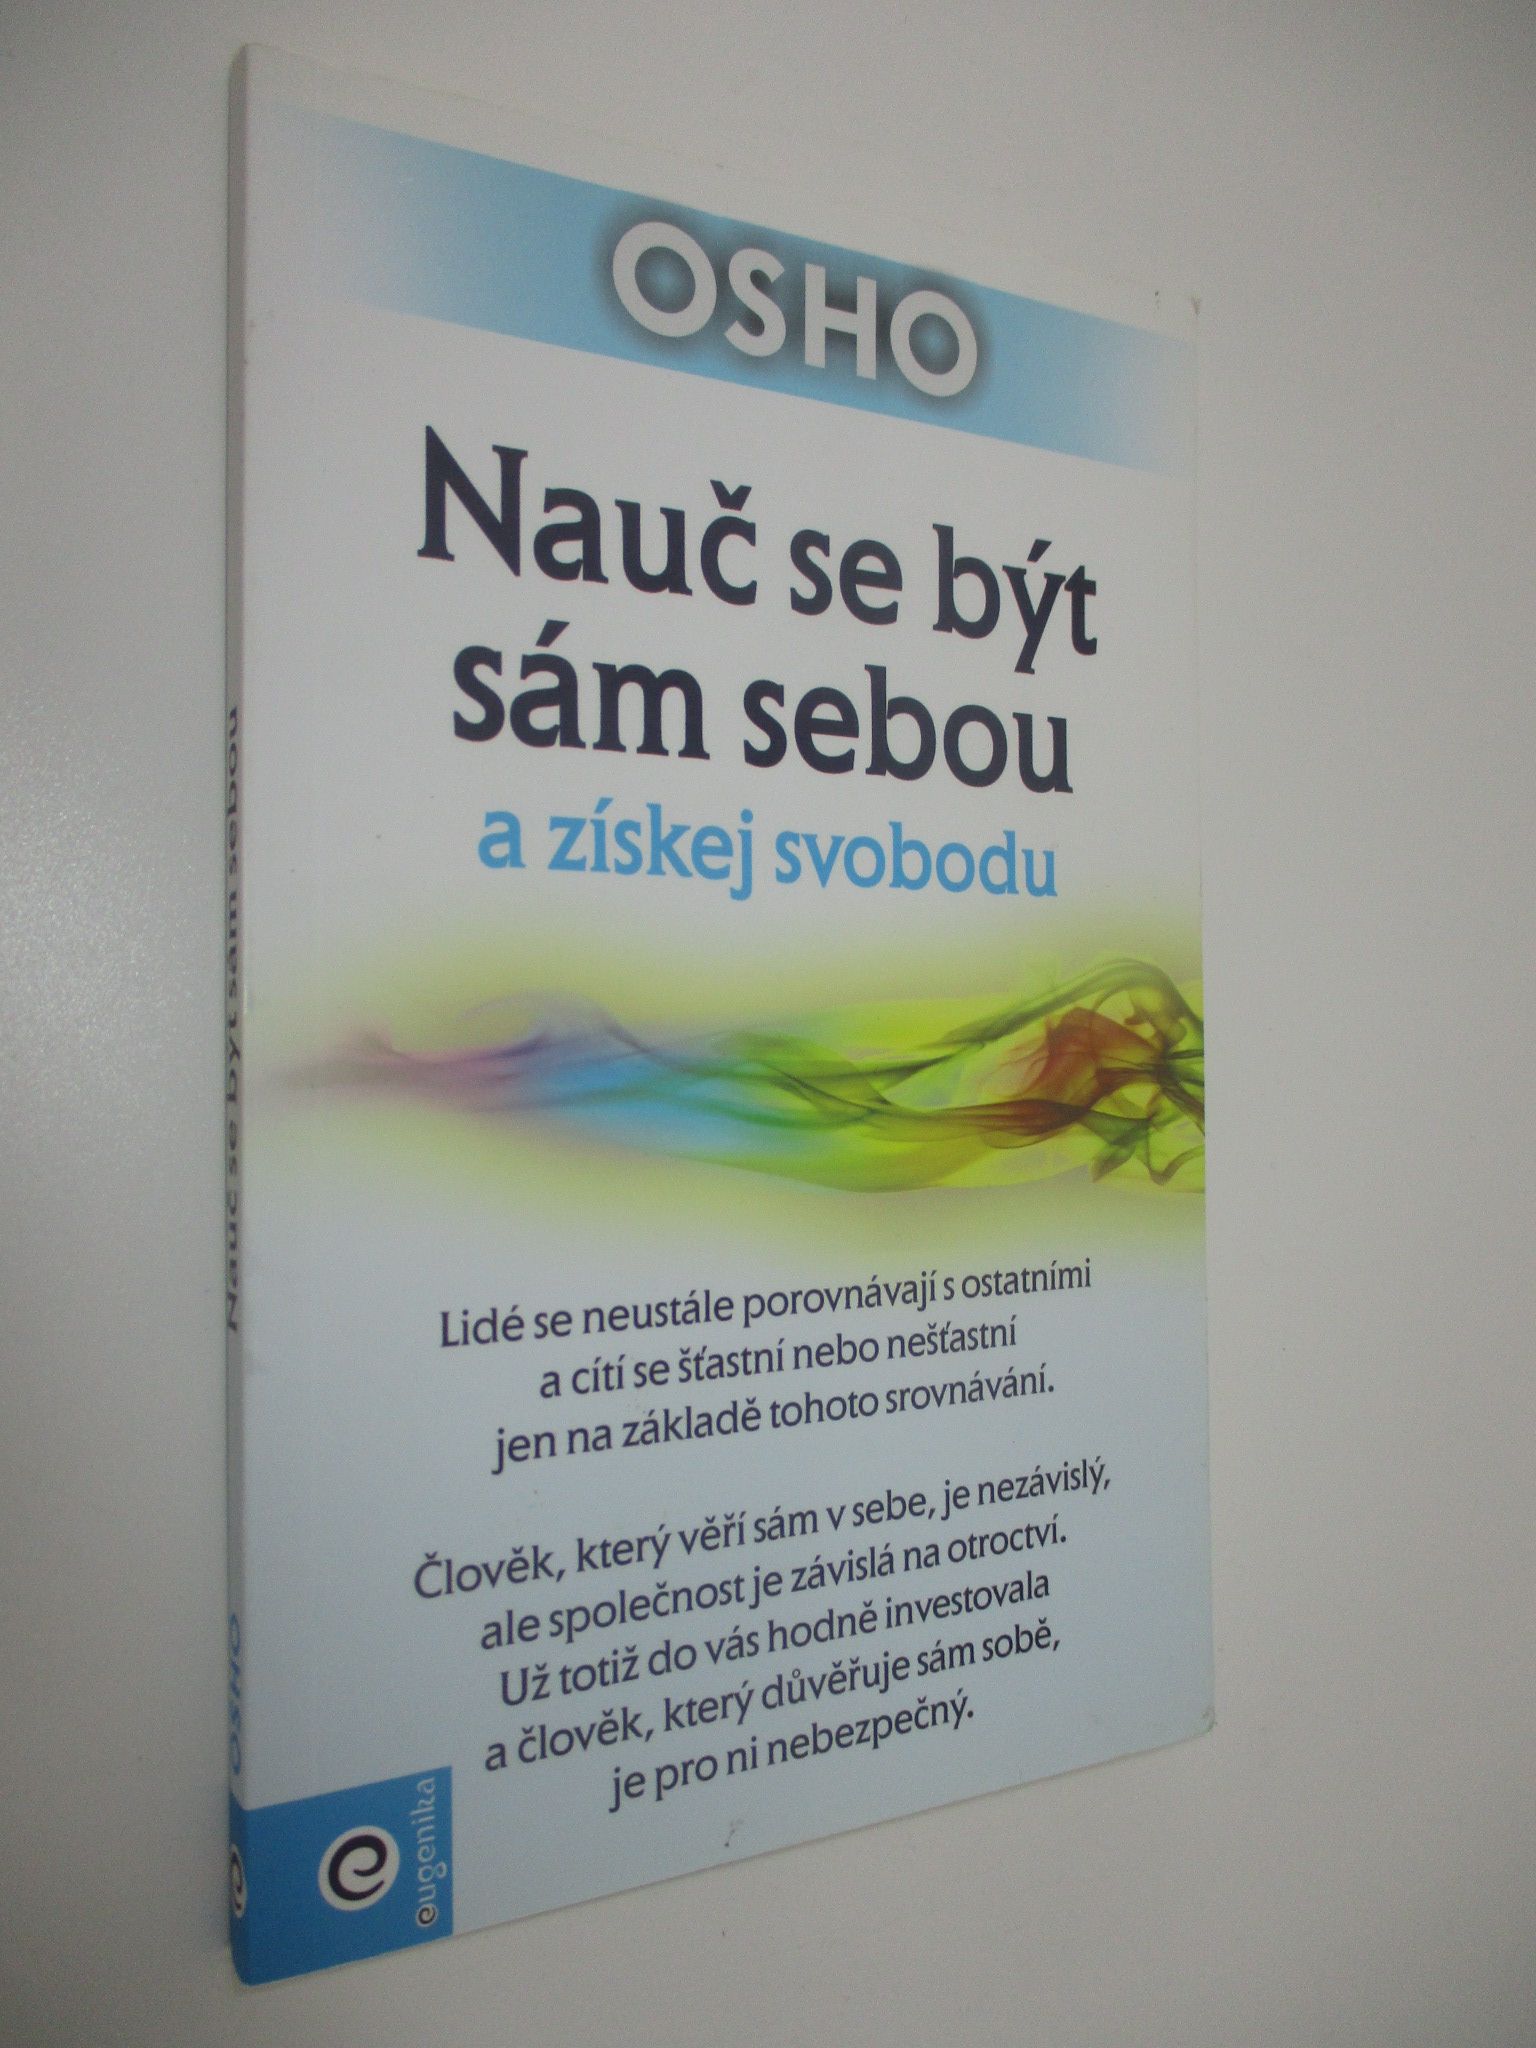 OSHO
Nauč se být
sám sebou
a získej svobodu
Lidé se neustále porovnávají s ostatními
a cítí se šťastní nebo nešťastní
jen na základě tohoto srovnávání.
Člověk, který věří sám v sebe, je nezávislý,
ale společnost je závislá na otroctví.
Už totiž do vás hodně investovala
a člověk, který důvěřuje sám sobě,
je pro ni nebezpečný.
e eugenika
Nauč se být sám sebou
OSHO
e